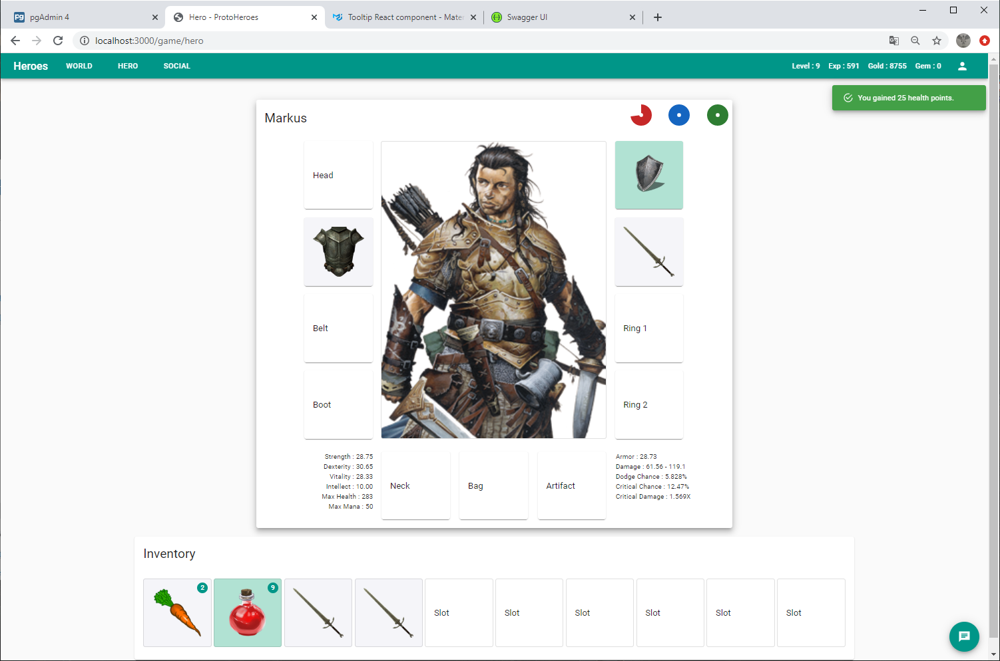 pgAdmin 4
Hero - ProtoHeroes
Tooltip React component - Mater
Swagger UI
localhost:3000/game/hero
Heroes WORLD HERO SOCIAL
Level : 9 Exp : 591 Gold : 8755 Gem : 0
You gained 25 health points.
Markus
Head
Belt
Ring 1
Boot
Ring 2
Strength : 28.75
Dexterity : 30.65
Vitality : 28.33
Intellect : 10.00
Max Health : 283
Max Mana : 50
Neck
Bag
Artifact
Armor : 28.73
Damage : 61.56 - 119.1
Dodge Chance : 5.828%
Critical Chance : 12.47%
Critical Damage : 1.569X
Inventory
2
9
Slot
Slot
Slot
Slot
Slot
Slot